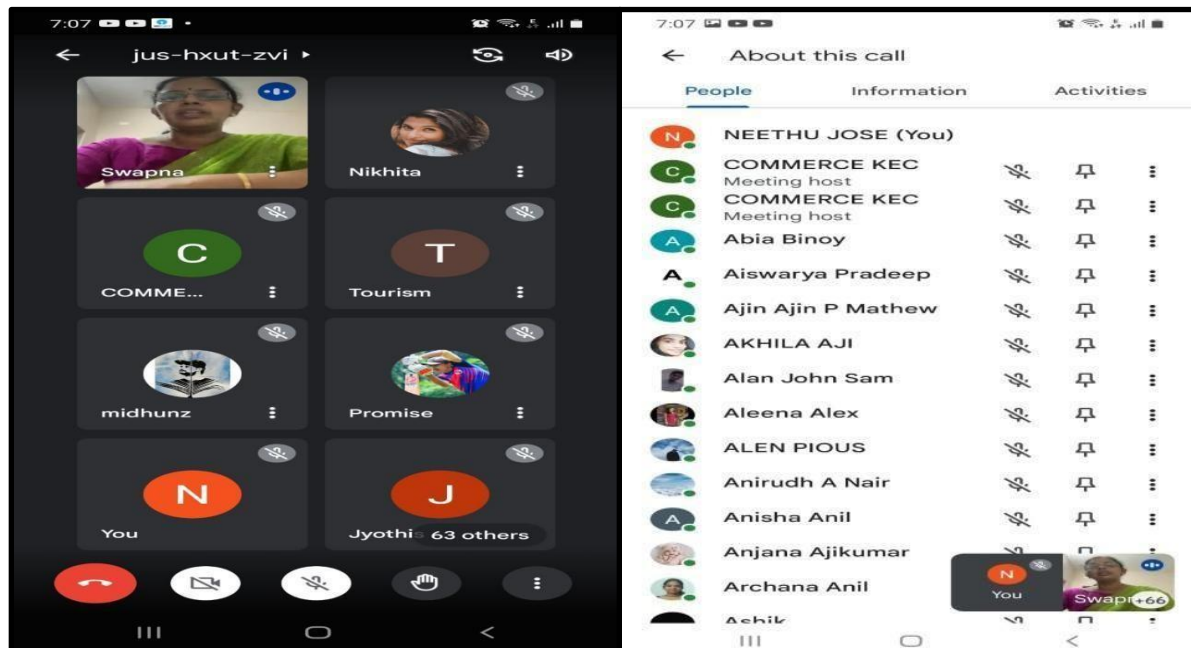 7:07
jus-hxut-zvi
Swapna
Nikhita
C
T
COMME...
Tourism
midhunz
Promise
N
J
You
Jyothis 63 others
7:07
About this call
People Information Activities
N NEETHU JOSE (You)
C COMMERCE KEC
Meeting host
C COMMERCE KEC
Meeting host
A Abia Binoy
A Aiswarya Pradeep
A Ajin Ajin P Mathew
AKHILA AJI
Alan John Sam
Aleena Alex
ALEN PIOUS
Anirudh A Nair
A Anisha Anil
Anjana Ajikumar
Archana Anil
Ashik
N
You
Swapn +66